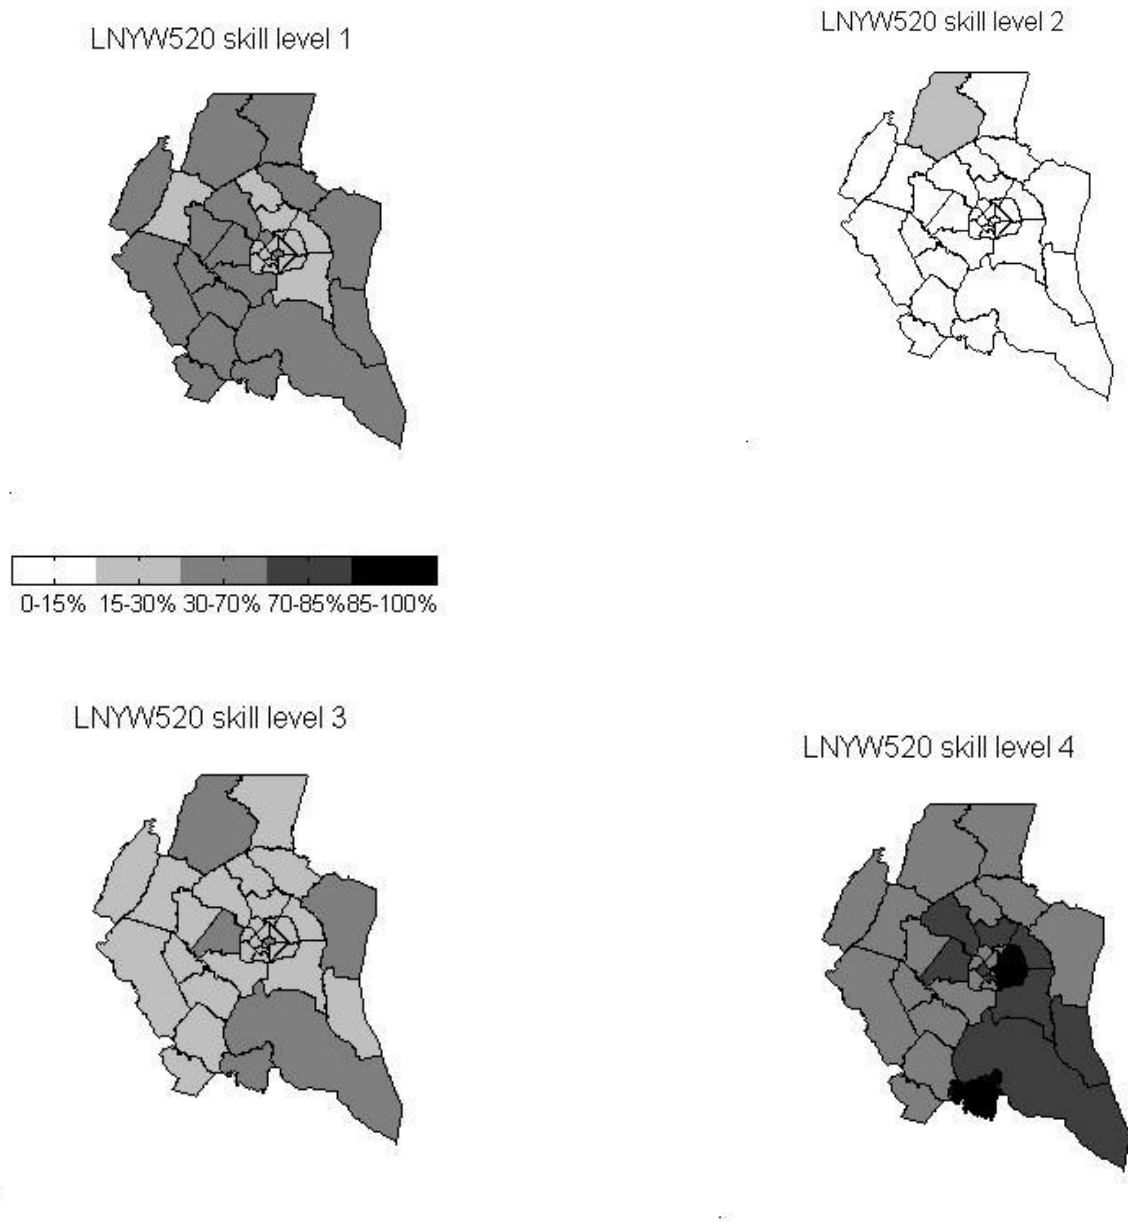 LNYW520 skill level 1
LNYW520 skill level 2
0-15% 15-30% 30-70% 70-85% 85-100%
LNYW520 skill level 3
LNYW520 skill level 4